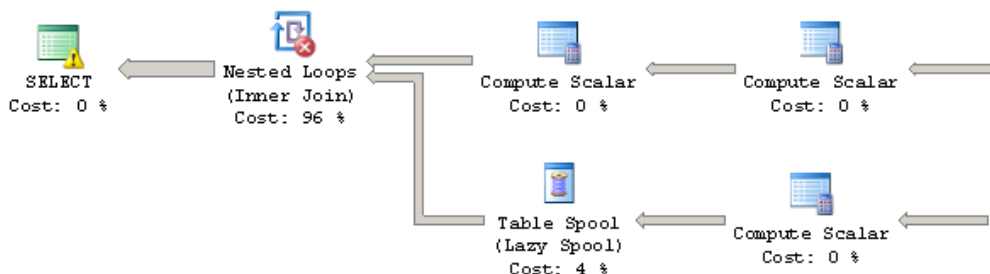 SELECT
Cost: 0 %
Nested Loops
(Inner Join)
Cost: 96 %
Compute Scalar
Cost: 0 %
Compute Scalar
Cost: 0 %
Table Spool
(Lazy Spool)
Cost: 4 %
Compute Scalar
Cost: 0 %